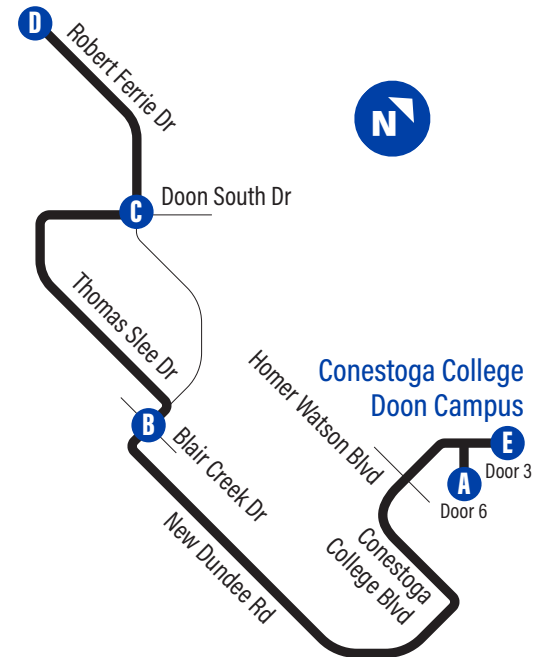 D
Robert Ferrie Dr
N
C
Doon South Dr
Thomas Slee Dr
Homer Watson Blvd
Conestoga College
Doon Campus
B
Blair Creek Dr
E
Door 3
A
Door 6
New Dundee Rd
Conestoga
College Blvd